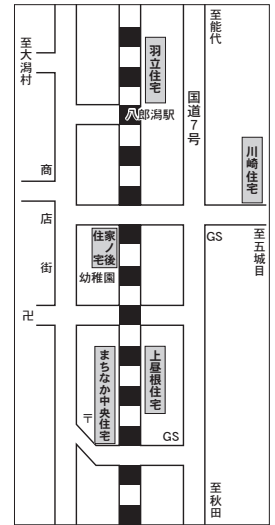 至能代
至大潟村
羽立住宅
八郎潟駅
国道7号
川崎住宅
商店街
家ノ後住宅
幼稚園
GS
至五城目
卍
まちなか中央住宅
上昼根住宅
〒
GS
至秋田